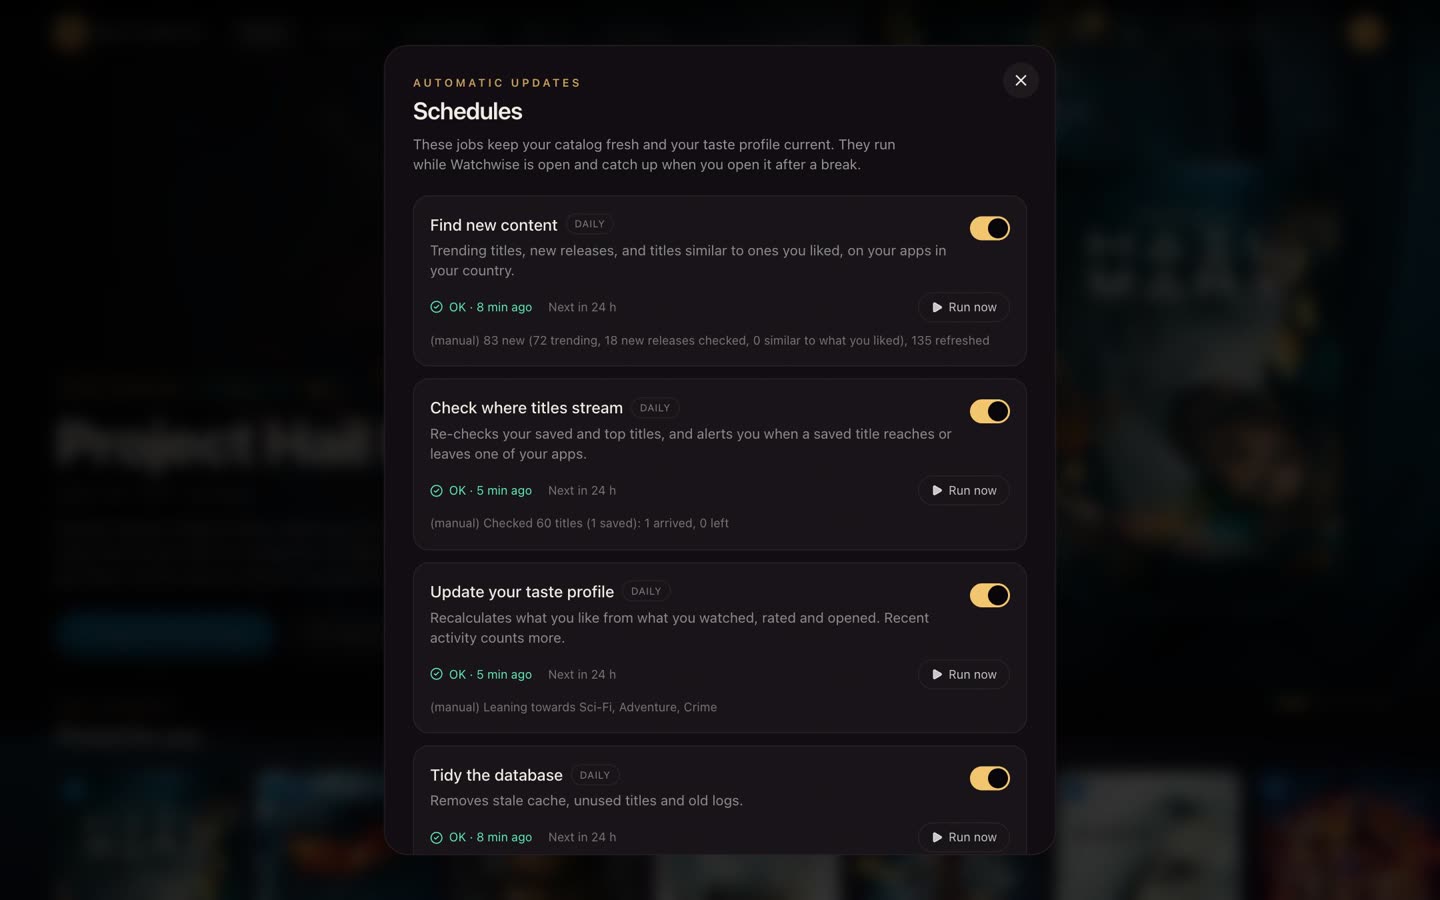 AUTOMATIC UPDATES
Schedules
These jobs keep your catalog fresh and your taste profile current. They run
while Watchwise is open and catch up when you open it after a break.
Find new content DAILY
Trending titles, new releases, and titles similar to ones you liked, on your apps in
your country.
OK · 8 min ago Next in 24 h Run now
(manual) 83 new (72 trending, 18 new releases checked, 0 similar to what you liked), 135 refreshed
Check where titles stream DAILY
Re-checks your saved and top titles, and alerts you when a saved title reaches or
leaves one of your apps.
OK · 5 min ago Next in 24 h Run now
(manual) Checked 60 titles (1 saved): 1 arrived, 0 left
Update your taste profile DAILY
Recalculates what you like from what you watched, rated and opened. Recent
activity counts more.
OK · 5 min ago Next in 24 h Run now
(manual) Leaning towards Sci-Fi, Adventure, Crime
Tidy the database DAILY
Removes stale cache, unused titles and old logs.
OK · 8 min ago Next in 24 h Run now
Project Hail